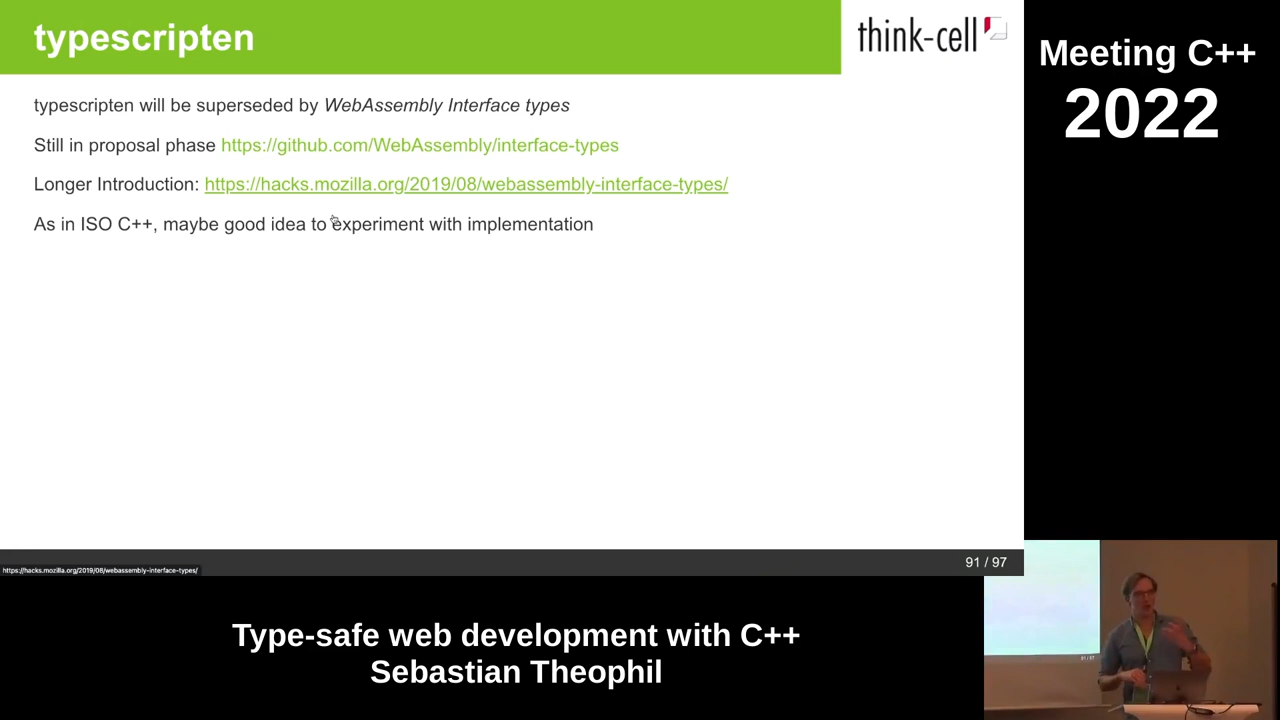 typescripten
think-cell
Meeting C++
2022
typescripten will be superseded by WebAssembly Interface types
Still in proposal phase https://github.com/WebAssembly/interface-types
Longer Introduction: https://hacks.mozilla.org/2019/08/webassembly-interface-types/
As in ISO C++, maybe good idea to experiment with implementation
91 / 97
https://hacks.mozilla.org/2019/08/webassembly-interface-types/
Type-safe web development with C++
Sebastian Theophil
91 / 97